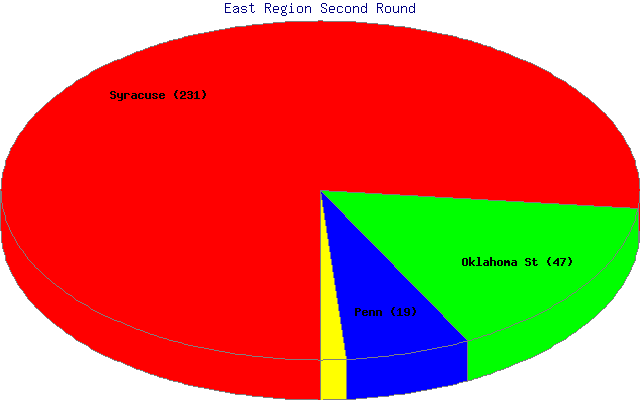 East Region Second Round
Syracuse (231)
Oklahoma St (47)
Penn (19)